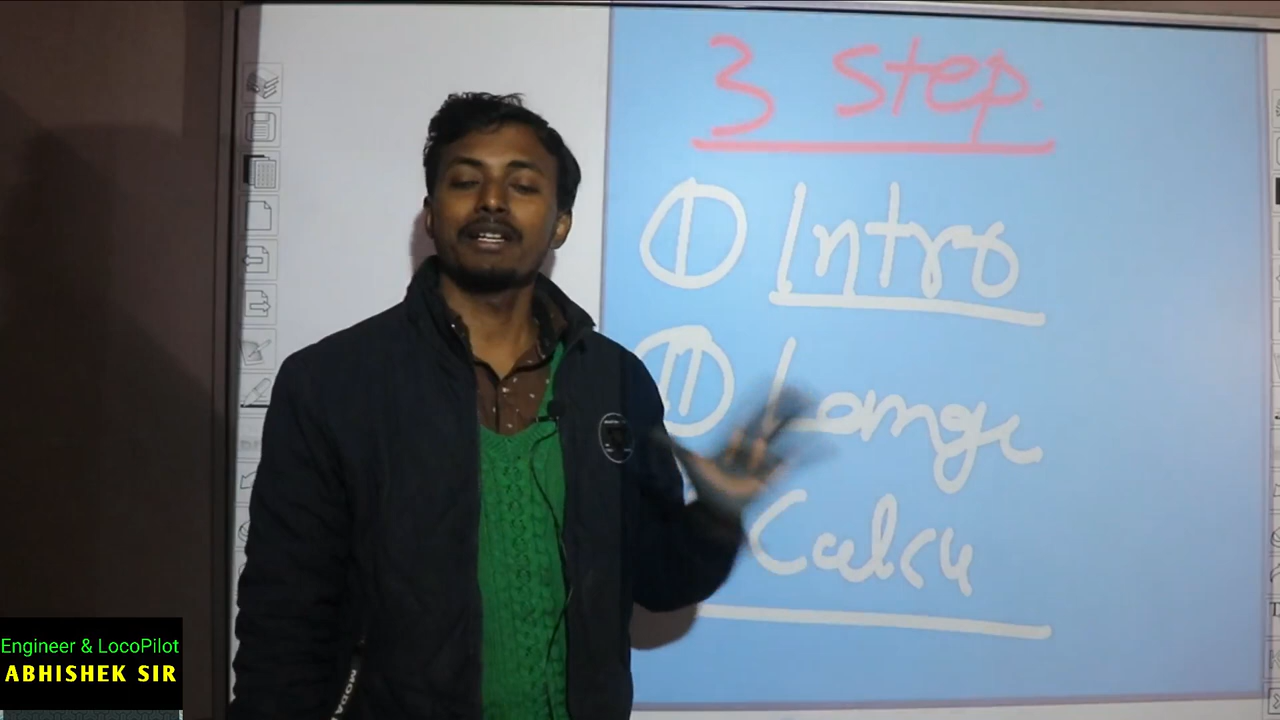 3 Step.
① Intro
② Lange
Calcu
Engineer & LocoPilot
ABHISHEK SIR